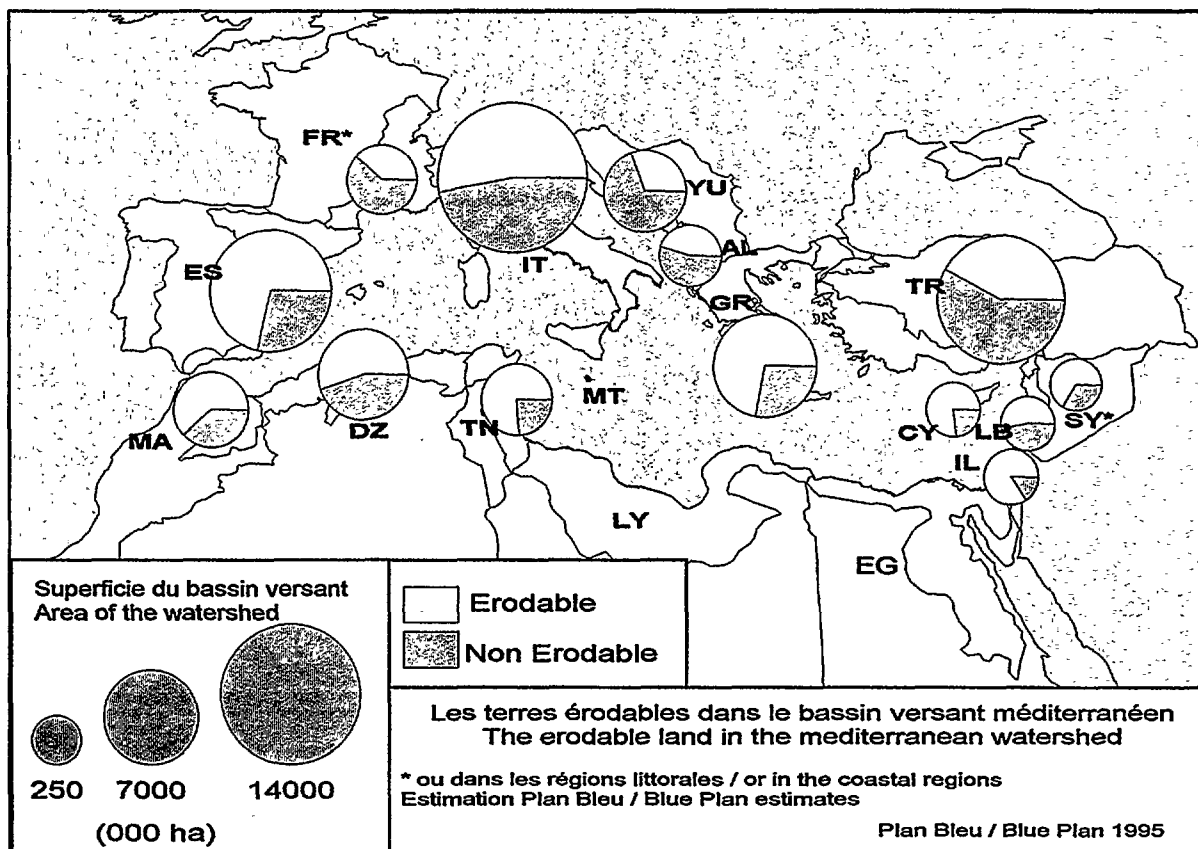 FR*
YU
ES
IT
AL
TR
GR
MA
DZ
TN
*
MT
CY
LB
SY*
IL
LY
EG
Superficie du bassin versant
Area of the watershed
250 7000 14000
(000 ha)
Erodable
Non Erodable
Les terres érodables dans le bassin versant méditerranéen
The erodable land in the mediterranean watershed
* ou dans les régions littorales / or in the coastal regions
Estimation Plan Bleu / Blue Plan estimates
Plan Bleu / Blue Plan 1995